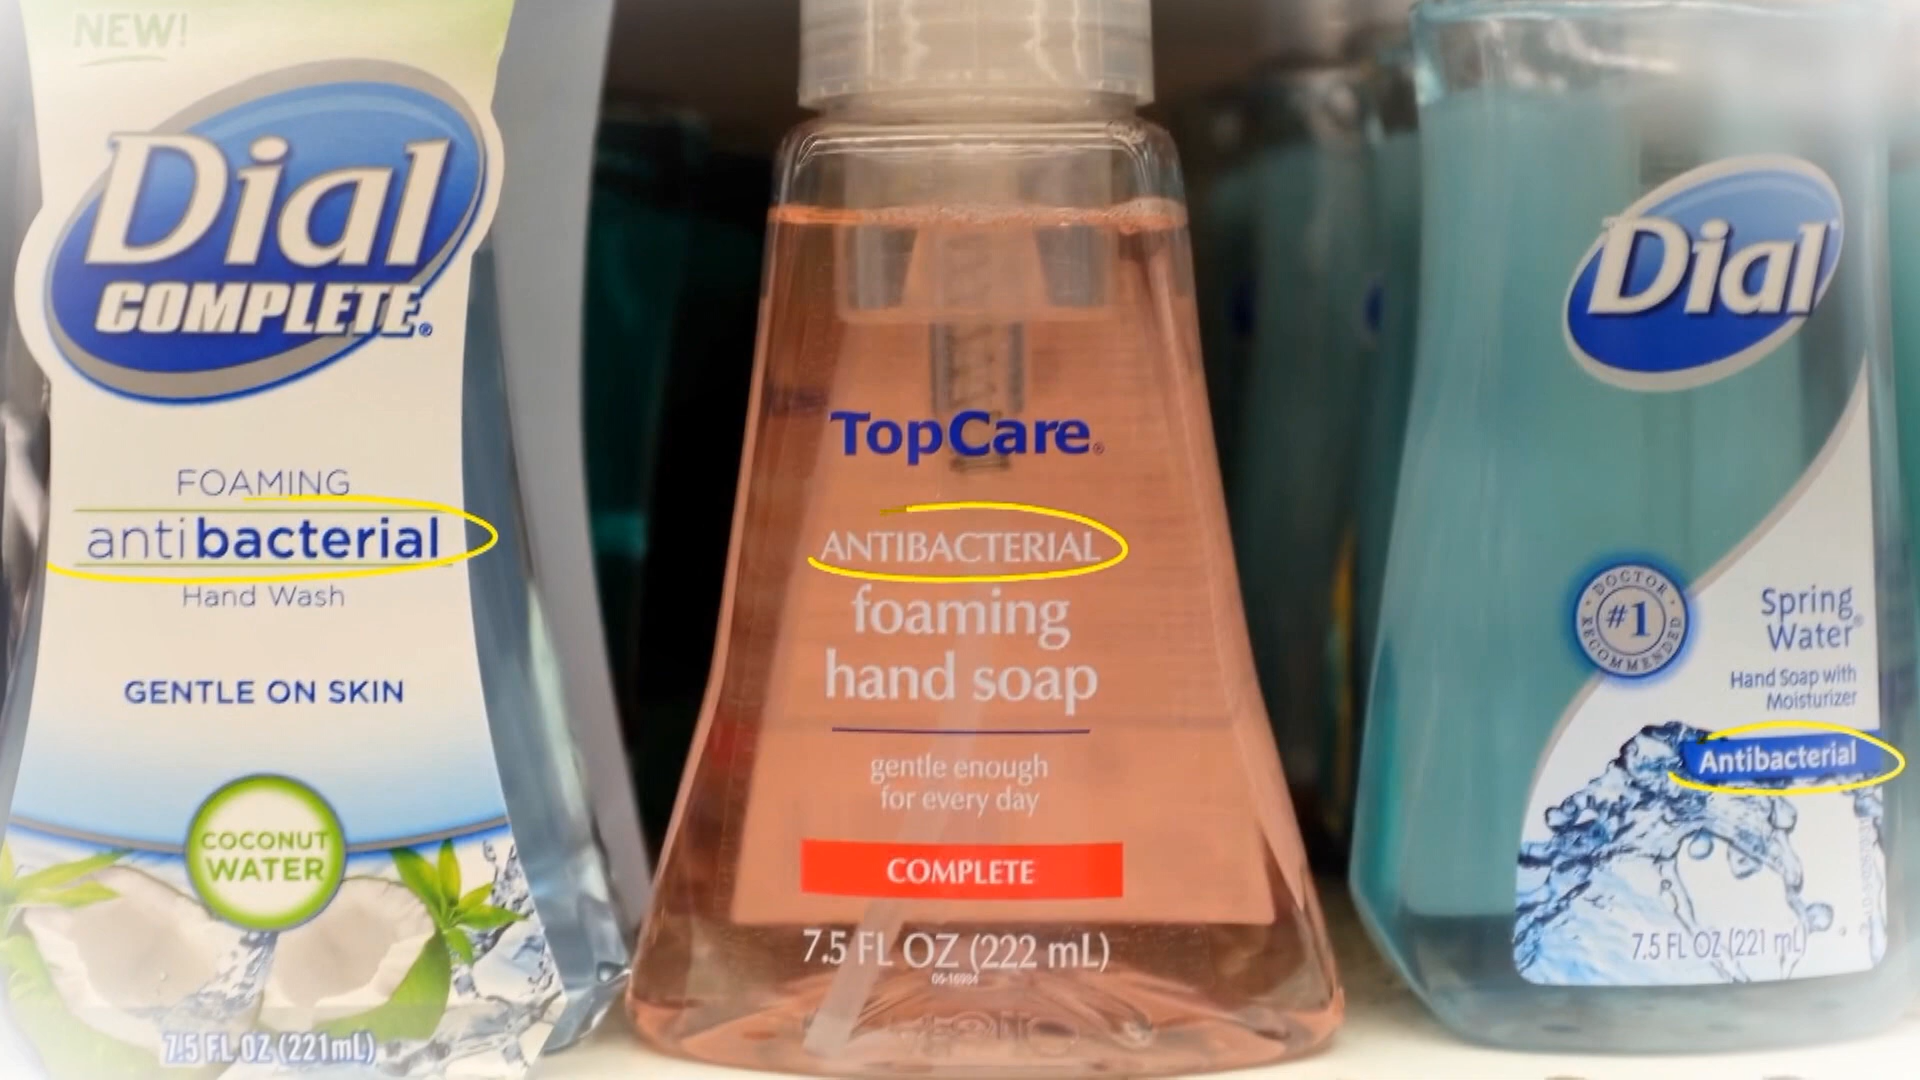 NEW!
Dial
COMPLETE®
FOAMING
antibacterial
Hand Wash
GENTLE ON SKIN
COCONUT
WATER
7.5 FL OZ (221mL)
TopCare®
ANTIBACTERIAL
foaming
hand soap
gentle enough
for every day
COMPLETE
7.5 FL OZ (222 mL)
Dial
DOCTOR
#1
RECOMMENDED
Spring
Water®
Hand Soap with
Moisturizer
Antibacterial
7.5 FL OZ (221 mL)